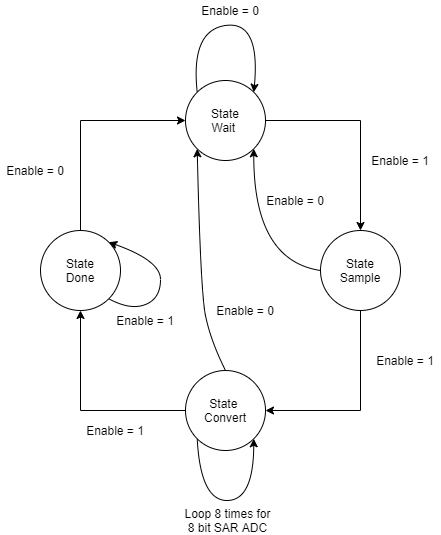 Enable = 0
State
Wait
Enable = 1
Enable = 0
Enable = 0
State
Done
State
Sample
Enable = 1
Enable = 0
Enable = 1
State
Convert
Enable = 1
Loop 8 times for
8 bit SAR ADC